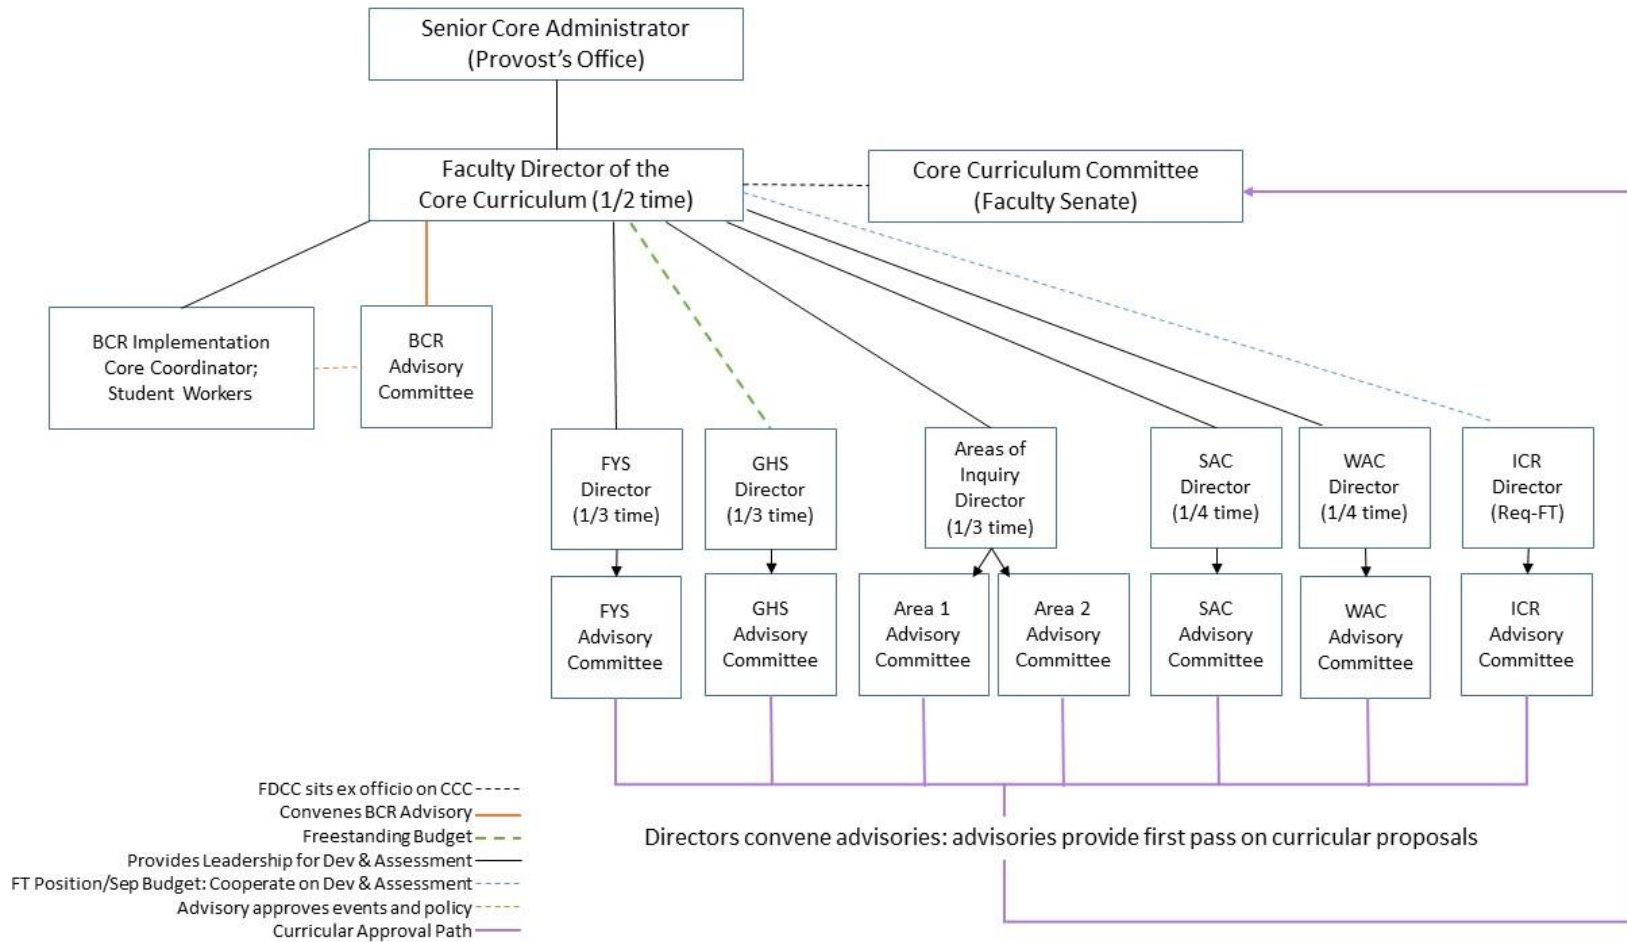 Senior Core Administrator
(Provost's Office)
Faculty Director of the
Core Curriculum (1/2 time)
Core Curriculum Committee
(Faculty Senate)
BCR Implementation
Core Coordinator;
Student Workers
BCR
Advisory
Committee
FYS
Director
(1/3 time)
GHS
Director
(1/3 time)
Areas of
Inquiry
Director
(1/3 time)
SAC
Director
(1/4 time)
WAC
Director
(1/4 time)
ICR
Director
(Req-FT)
FYS
Advisory
Committee
GHS
Advisory
Committee
Area 1
Advisory
Committee
Area 2
Advisory
Committee
SAC
Advisory
Committee
WAC
Advisory
Committee
ICR
Advisory
Committee
Directors convene advisories: advisories provide first pass on curricular proposals
FDCC sits ex officio on CCC
Convenes BCR Advisory
Freestanding Budget
Provides Leadership for Dev & Assessment
FT Position/Sep Budget: Cooperate on Dev & Assessment
Advisory approves events and policy
Curricular Approval Path